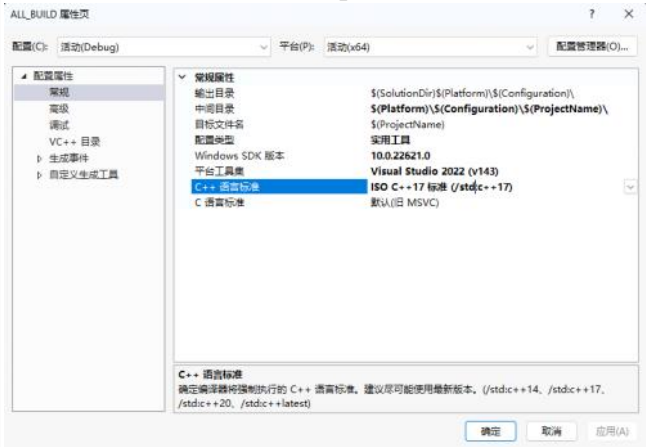 ALL_BUILD 属性页
?
×
配置(C):
活动(Debug)
平台(P):
活动(x64)
配置管理器(O)...
配置属性
常规
高级
调试
VC++ 目录
生成事件
自定义生成工具
常规属性
输出目录 $(SolutionDir)$(Platform)\$(Configuration)\
中间目录 $(Platform)\$(Configuration)\$(ProjectName)\
目标文件名 $(ProjectName)
配置类型 实用工具
Windows SDK 版本 10.0.22621.0
平台工具集 Visual Studio 2022 (v143)
C++ 语言标准 ISO C++17 标准 (/std:c++17)
C 语言标准 默认(旧 MSVC)
C++ 语言标准
确定编译器将强制执行的 C++ 语言标准。建议尽可能使用最新版本。(/std:c++14、/std:c++17、
/std:c++20、/std:c++latest)
确定
取消
应用(A)